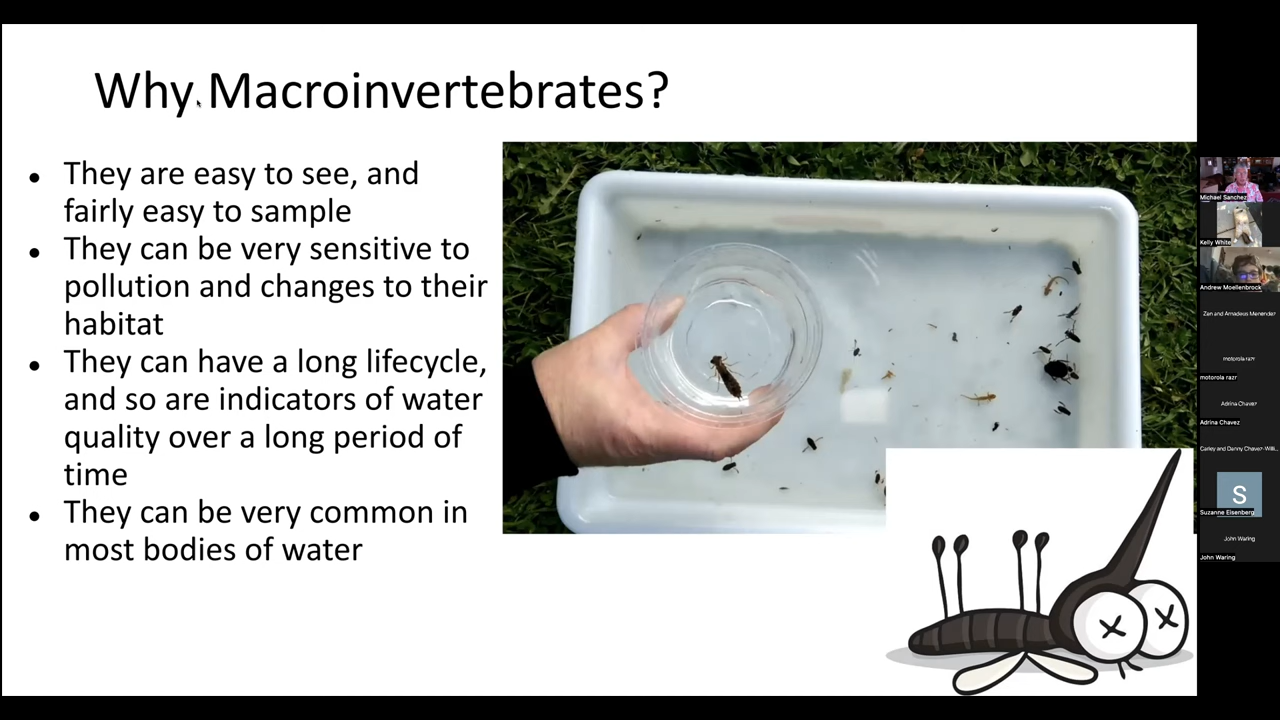 Why Macroinvertebrates?
● They are easy to see, and
fairly easy to sample
● They can be very sensitive to
pollution and changes to their
habitat
● They can have a long lifecycle,
and so are indicators of water
quality over a long period of
time
● They can be very common in
most bodies of water
Michael Sanchez
Kelly White
Andrew Moellenbrock
Zen and Amadeus Menender
motorola razr
motorola razr
Adrina Chavez
Adrina Chavez
Carley and Danny Chavez-Willi...
S
Suzanne Eisenberg
John Waring
John Waring